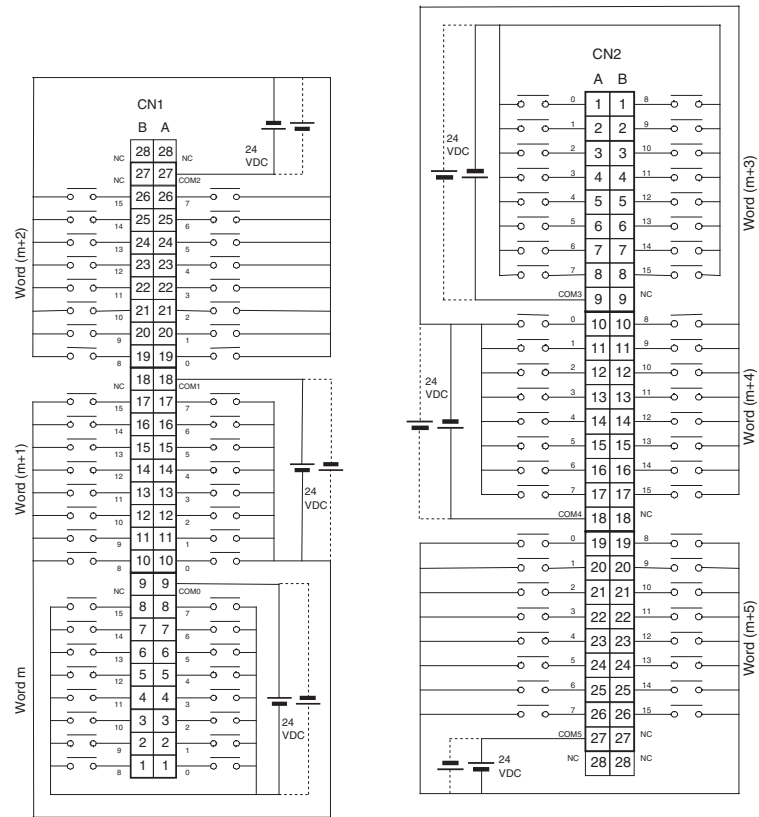 CN1
B A
24
VDC
NC 28 28 NC
NC 27 27 COM2
Word (m+2)
15 26 26 7
14 25 25 6
13 24 24 5
12 23 23 4
11 22 22 3
10 21 21 2
9 20 20 1
8 19 19 0
NC 18 18 COM1
Word (m+1)
15 17 17 7
14 16 16 6
13 15 15 5
12 14 14 4
11 13 13 3
10 12 12 2
9 11 11 1
8 10 10 0
24
VDC
NC 9 9 COM0
Word m
15 8 8 7
14 7 7 6
13 6 6 5
12 5 5 4
11 4 4 3
10 3 3 2
9 2 2 1
8 1 1 0
24
VDC
CN2
A B
24
VDC
0 1 1 8
1 2 2 9
2 3 3 10
3 4 4 11
4 5 5 12
5 6 6 13
6 7 7 14
7 8 8 15
Word (m+3)
COM3 9 9 NC
24
VDC
0 10 10 8
1 11 11 9
2 12 12 10
3 13 13 11
4 14 14 12
5 15 15 13
6 16 16 14
7 17 17 15
Word (m+4)
COM4 18 18 NC
0 19 19 8
1 20 20 9
2 21 21 10
3 22 22 11
4 23 23 12
5 24 24 13
6 25 25 14
7 26 26 15
Word (m+5)
COM5 27 27 NC
24
VDC
NC 28 28 NC